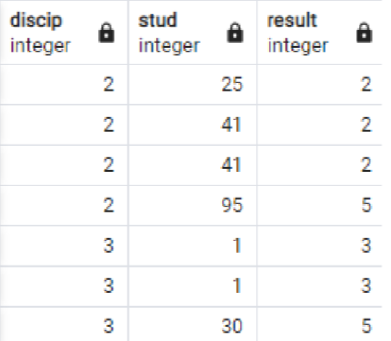 discip stud result
integer integer integer
2 25 2
2 41 2
2 41 2
2 95 5
3 1 3
3 1 3
3 30 5